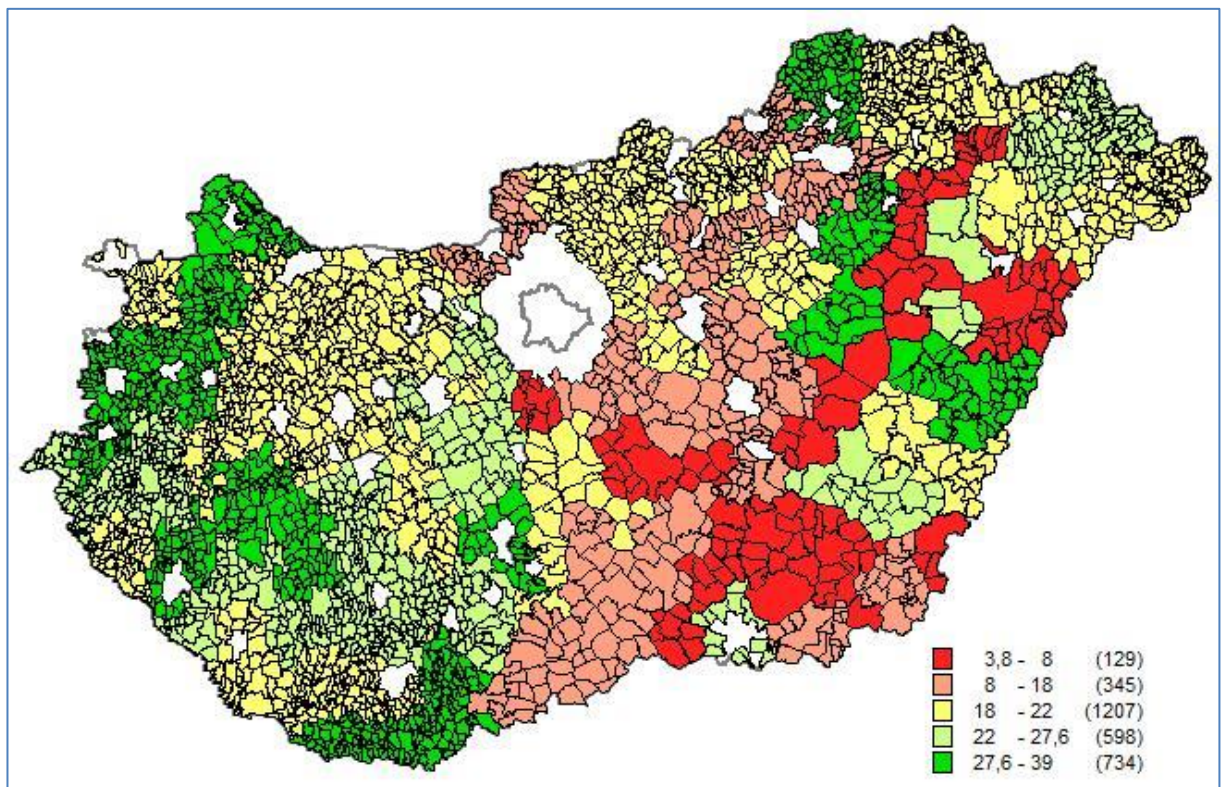 3,8 - 8 (129)
8 - 18 (345)
18 - 22 (1207)
22 - 27,6 (598)
27,6 - 39 (734)